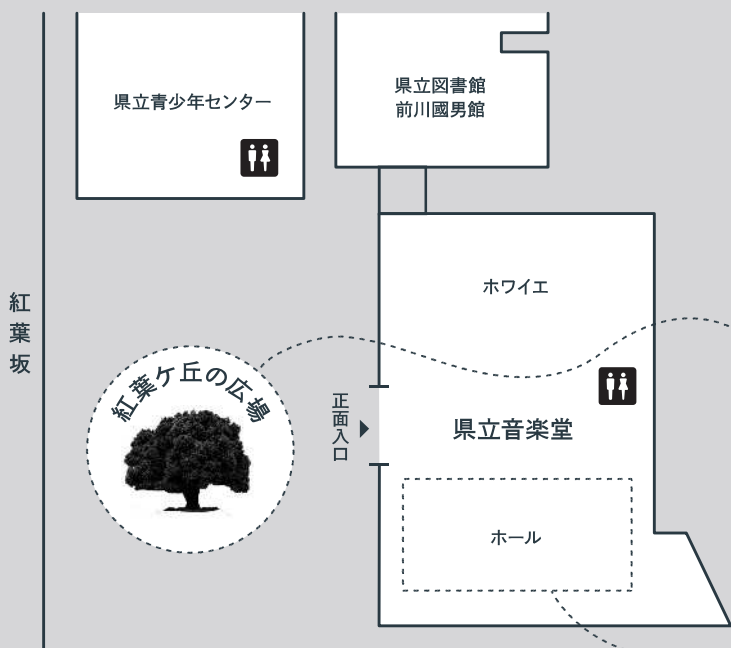 県立青少年センター
県立図書館
前川國男館
ホワイエ
紅葉坂
紅葉ケ丘の広場
正面入口
県立音楽堂
ホール